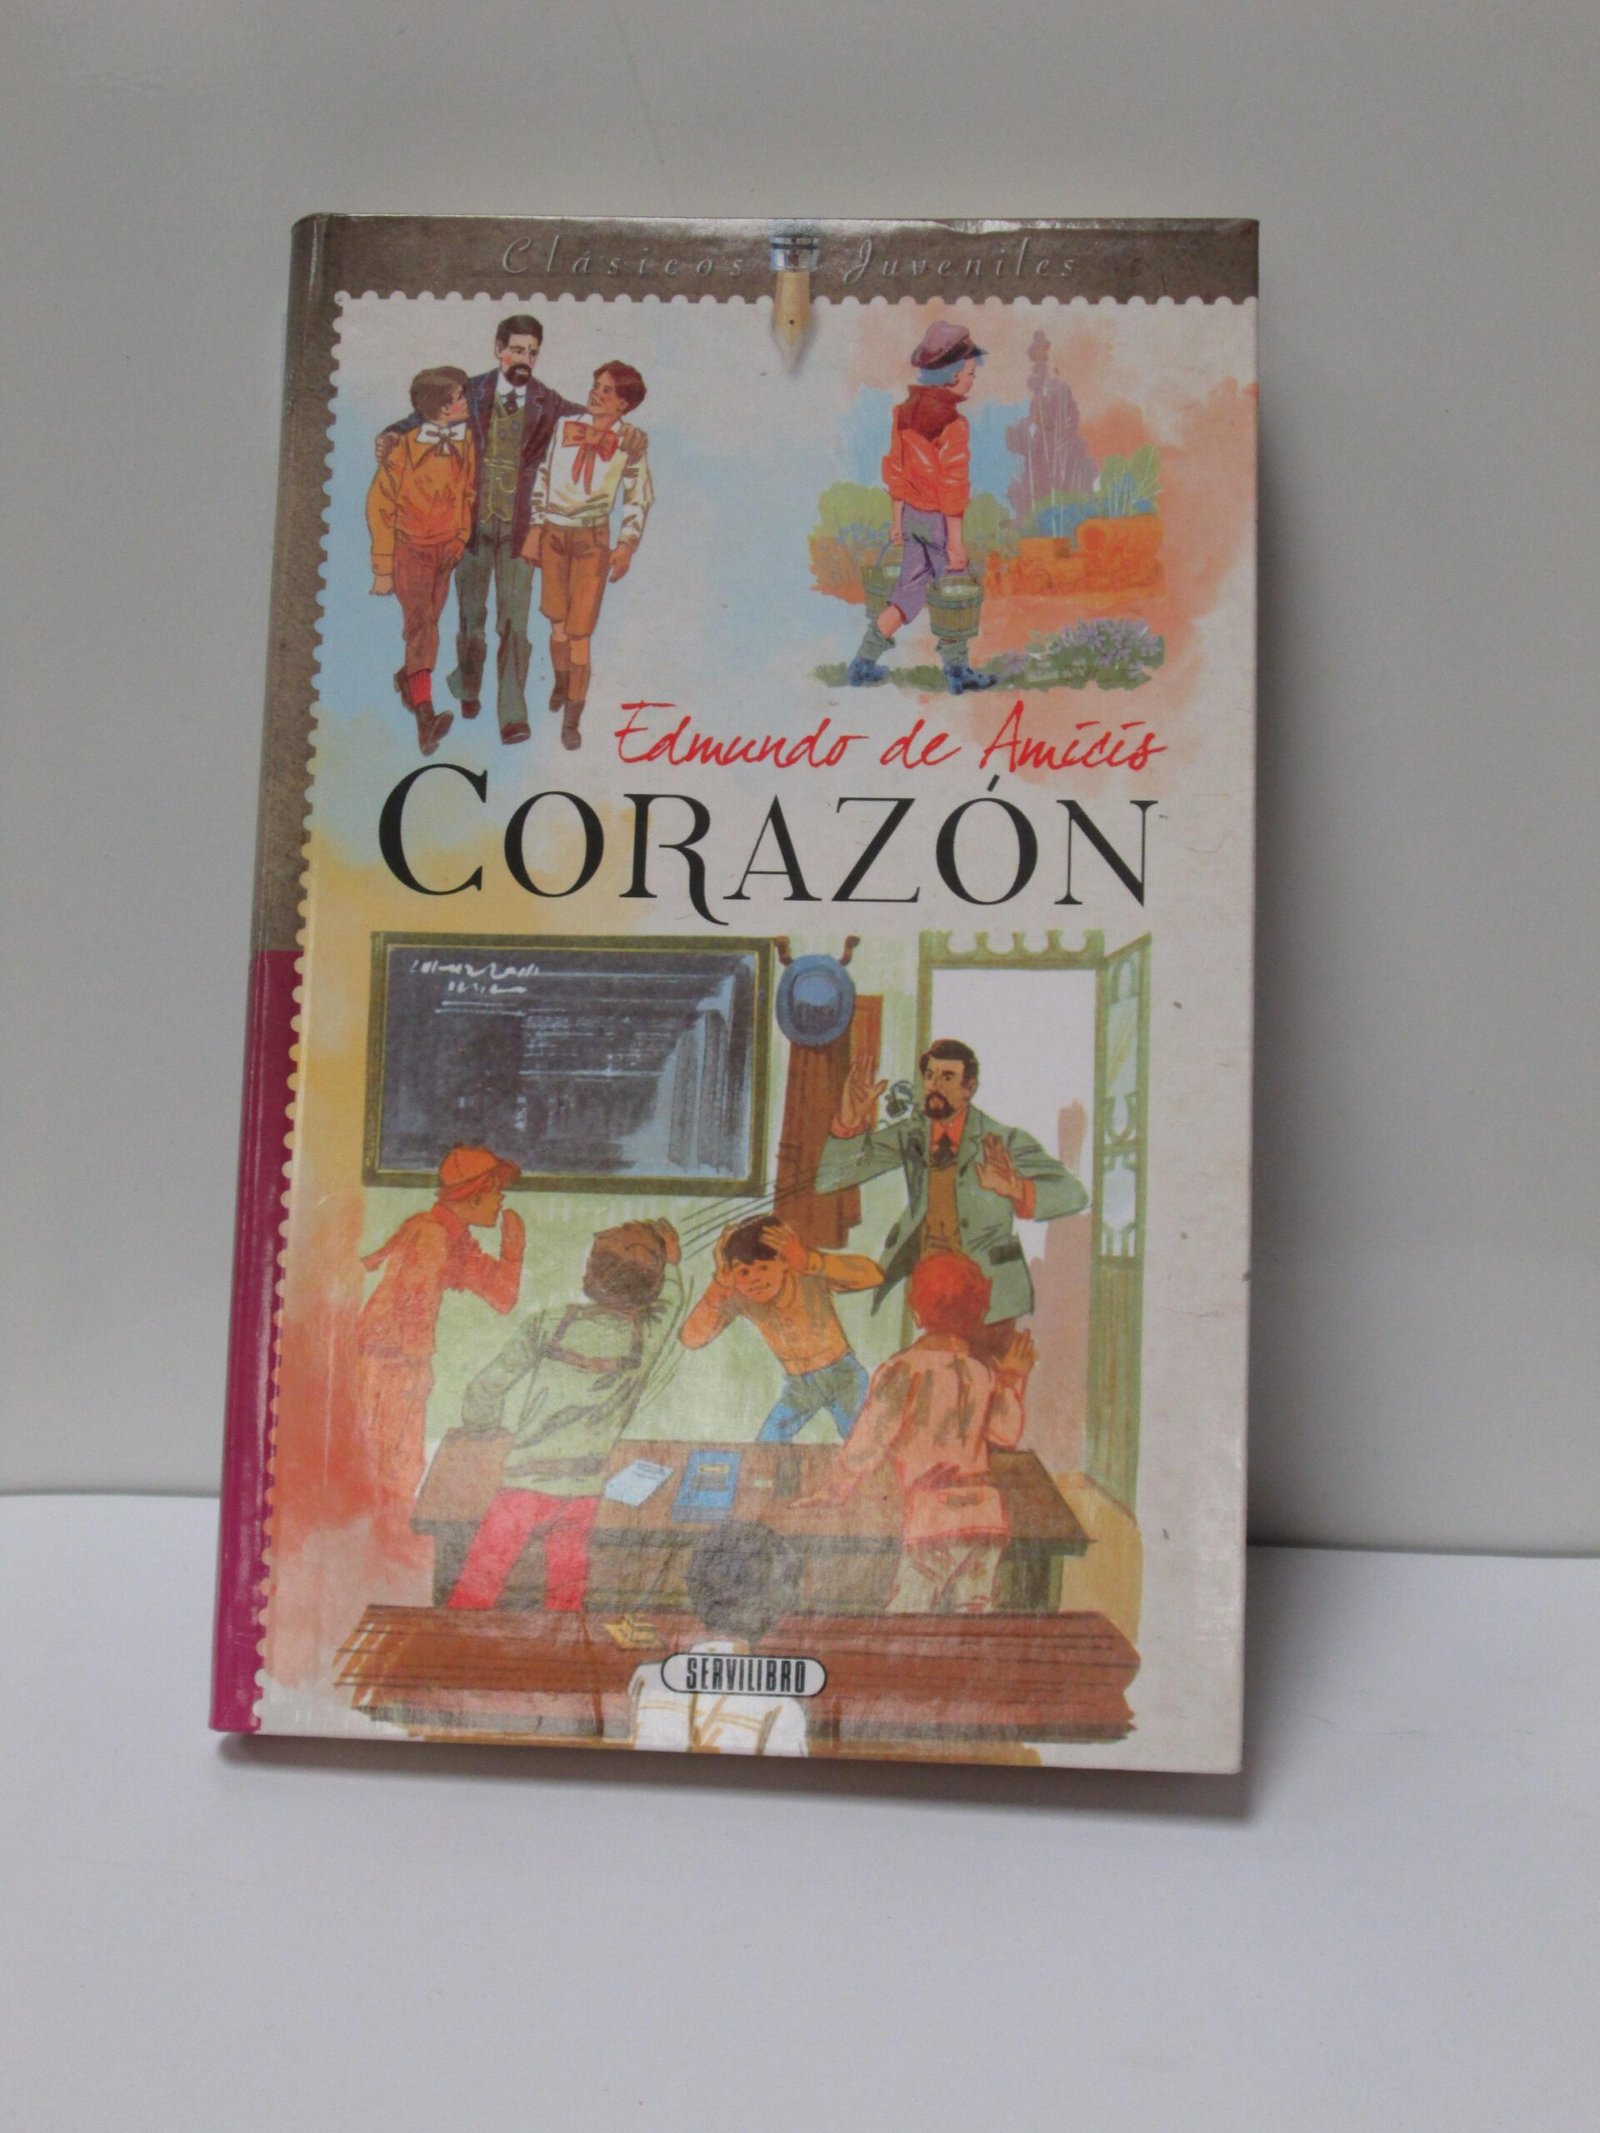 Clásicos Juveniles
Edmundo de Amicis
CORAZÓN
SERVILIBRO